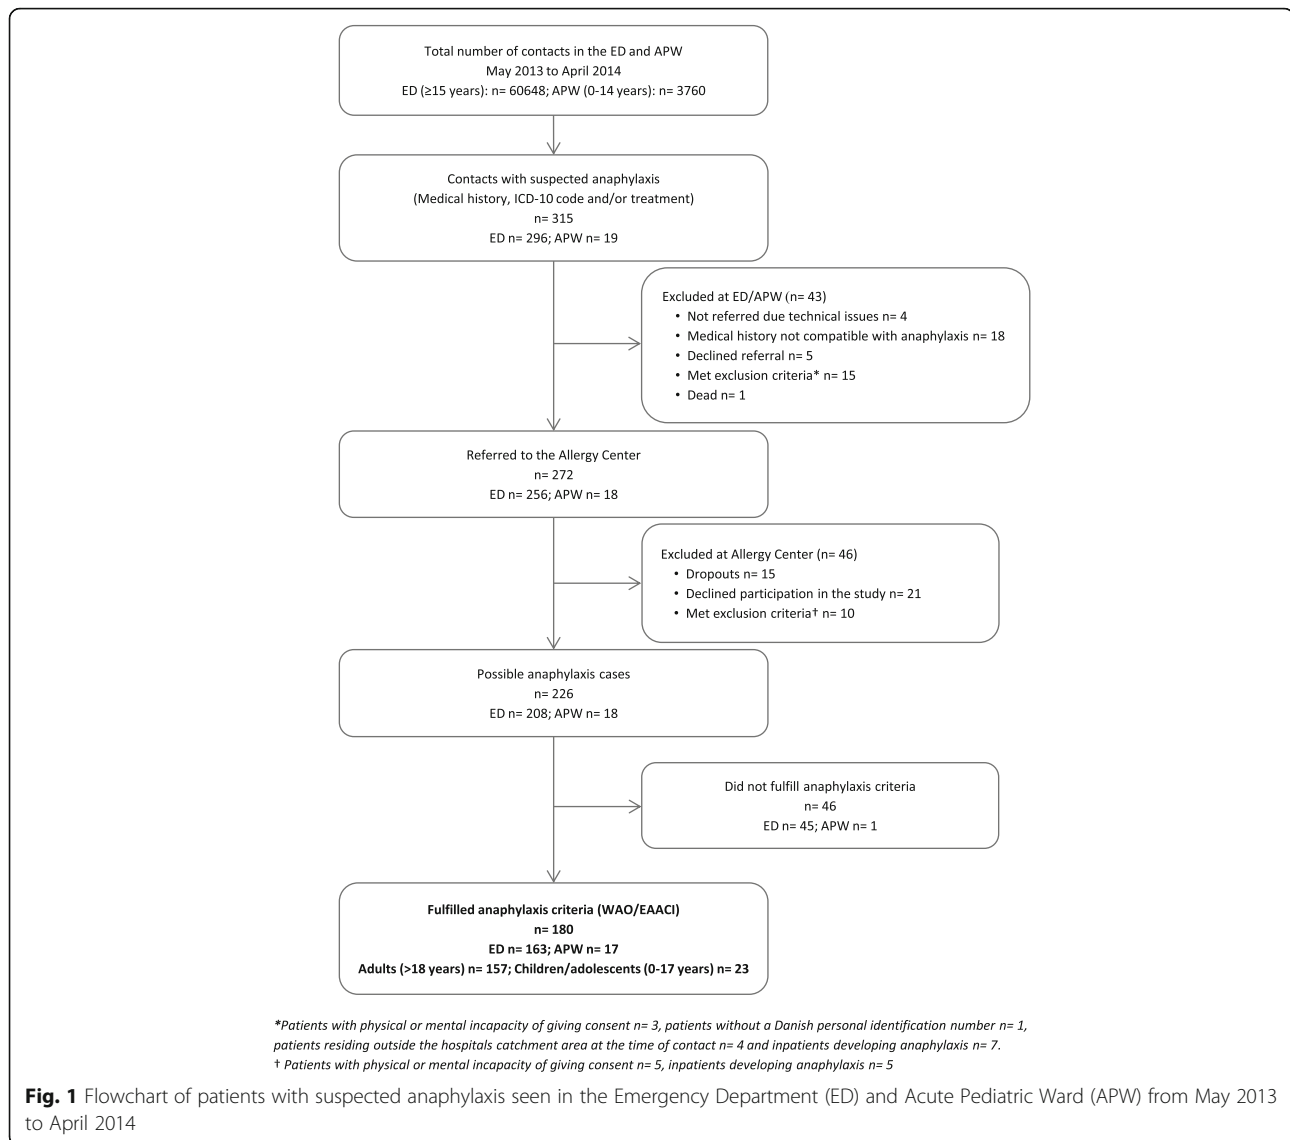 Total number of contacts in the ED and APW
May 2013 to April 2014
ED (≥15 years): n= 60648; APW (0-14 years): n= 3760
Contacts with suspected anaphylaxis
(Medical history, ICD-10 code and/or treatment)
n= 315
ED n= 296; APW n= 19
Excluded at ED/APW (n= 43)
• Not referred due technical issues n= 4
• Medical history not compatible with anaphylaxis n= 18
• Declined referral n= 5
• Met exclusion criteria* n= 15
• Dead n= 1
Referred to the Allergy Center
n= 272
ED n= 256; APW n= 18
Excluded at Allergy Center (n= 46)
• Dropouts n= 15
• Declined participation in the study n= 21
• Met exclusion criteria† n= 10
Possible anaphylaxis cases
n= 226
ED n= 208; APW n= 18
Did not fulfill anaphylaxis criteria
n= 46
ED n= 45; APW n= 1
Fulfilled anaphylaxis criteria (WAO/EAACI)
n= 180
ED n= 163; APW n= 17
Adults (>18 years) n= 157; Children/adolescents (0-17 years) n= 23
*Patients with physical or mental incapacity of giving consent n= 3, patients without a Danish personal identification number n= 1,
patients residing outside the hospitals catchment area at the time of contact n= 4 and inpatients developing anaphylaxis n= 7.
† Patients with physical or mental incapacity of giving consent n= 5, inpatients developing anaphylaxis n= 5
Fig. 1 Flowchart of patients with suspected anaphylaxis seen in the Emergency Department (ED) and Acute Pediatric Ward (APW) from May 2013
to April 2014